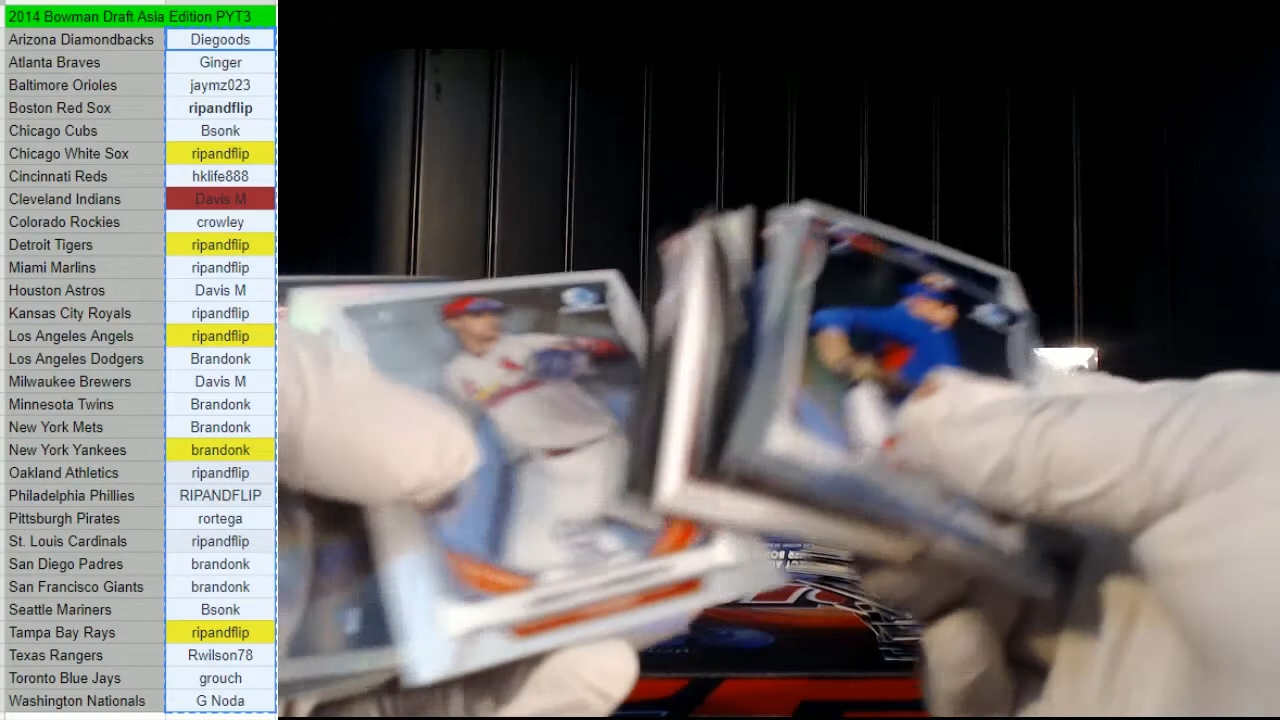 2014 Bowman Draft Asia Edition PYT3
Arizona Diamondbacks Diegoods
Atlanta Braves Ginger
Baltimore Orioles jaymz023
Boston Red Sox ripandflip
Chicago Cubs Bsonk
Chicago White Sox ripandflip
Cincinnati Reds hklife888
Cleveland Indians Davis M
Colorado Rockies crowley
Detroit Tigers ripandflip
Miami Marlins ripandflip
Houston Astros Davis M
Kansas City Royals ripandflip
Los Angeles Angels ripandflip
Los Angeles Dodgers Brandonk
Milwaukee Brewers Davis M
Minnesota Twins Brandonk
New York Mets Brandonk
New York Yankees brandonk
Oakland Athletics ripandflip
Philadelphia Phillies RIPANDFLIP
Pittsburgh Pirates rortega
St. Louis Cardinals ripandflip
San Diego Padres brandonk
San Francisco Giants brandonk
Seattle Mariners Bsonk
Tampa Bay Rays ripandflip
Texas Rangers Rwilson78
Toronto Blue Jays grouch
Washington Nationals G Noda